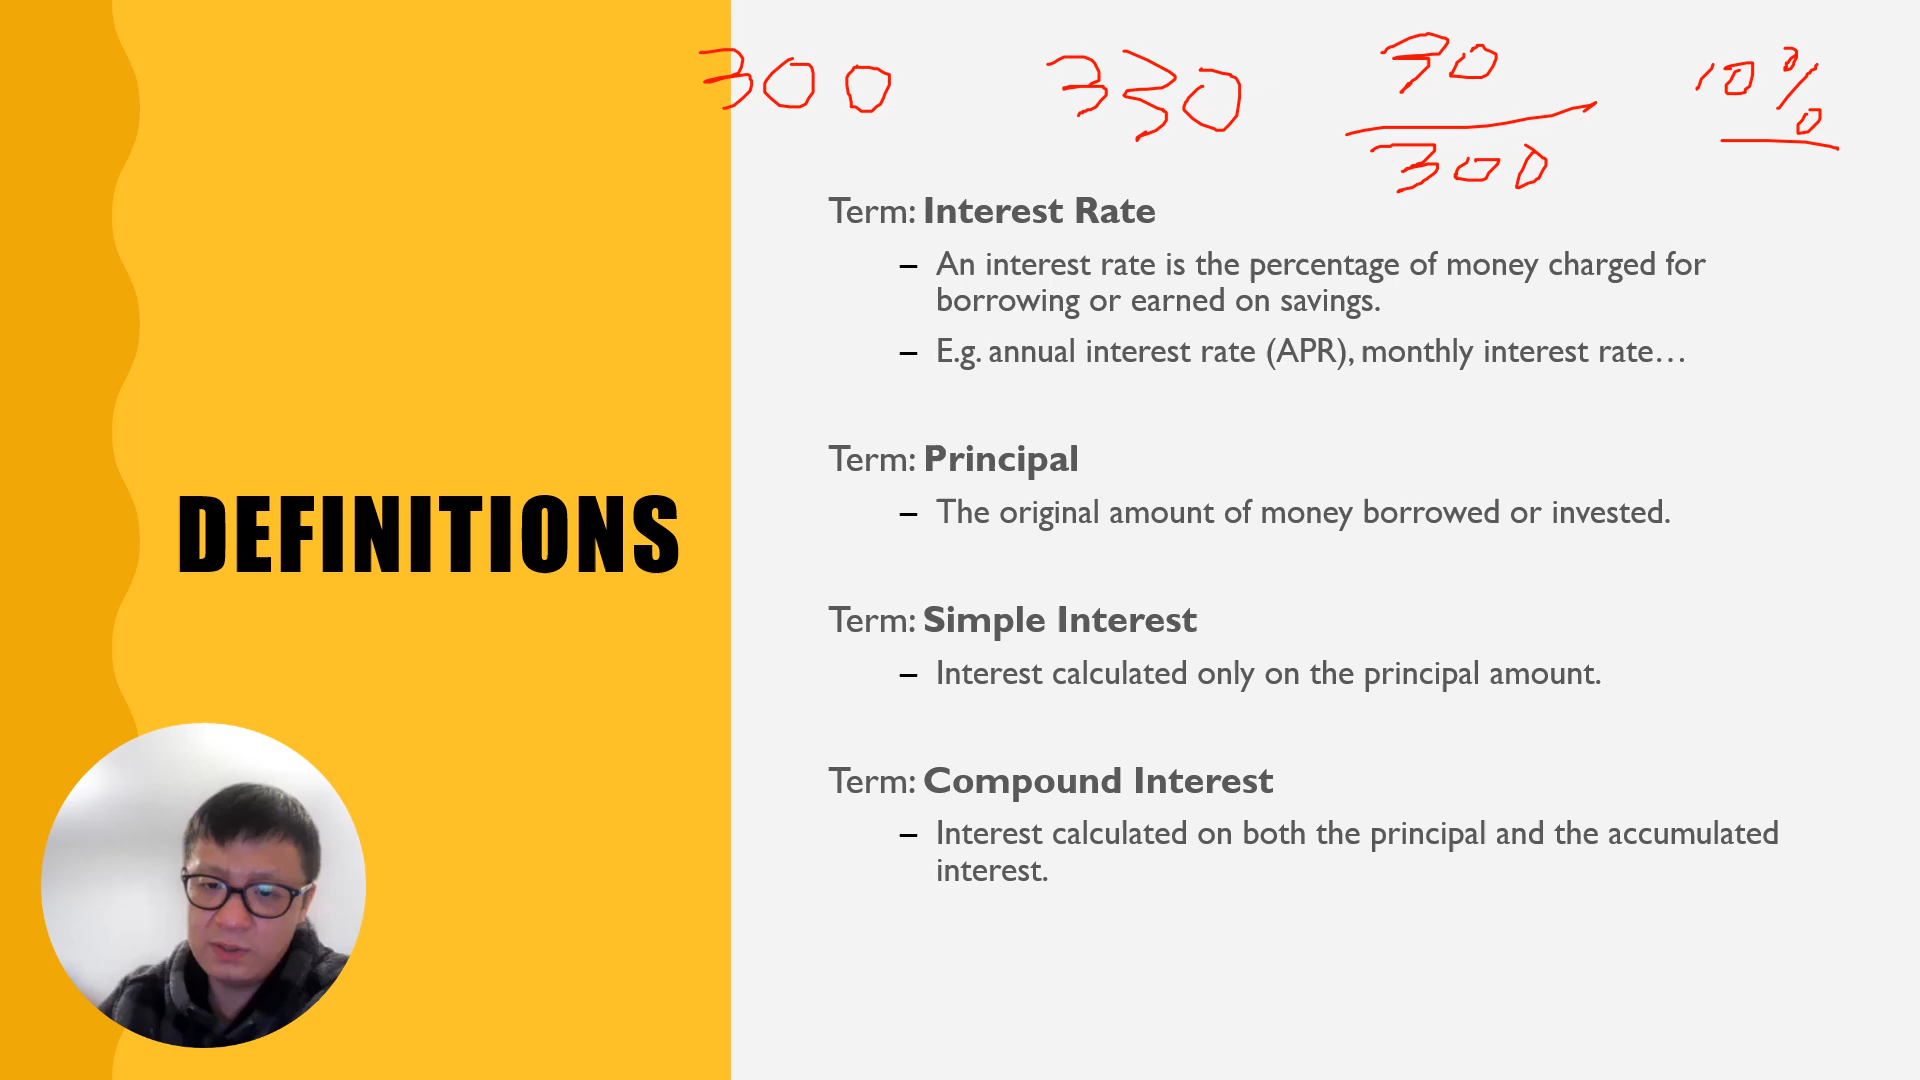 300 330 30 10%
300
DEFINITIONS
Term: Interest Rate
– An interest rate is the percentage of money charged for
borrowing or earned on savings.
– E.g. annual interest rate (APR), monthly interest rate…
Term: Principal
– The original amount of money borrowed or invested.
Term: Simple Interest
– Interest calculated only on the principal amount.
Term: Compound Interest
– Interest calculated on both the principal and the accumulated
interest.